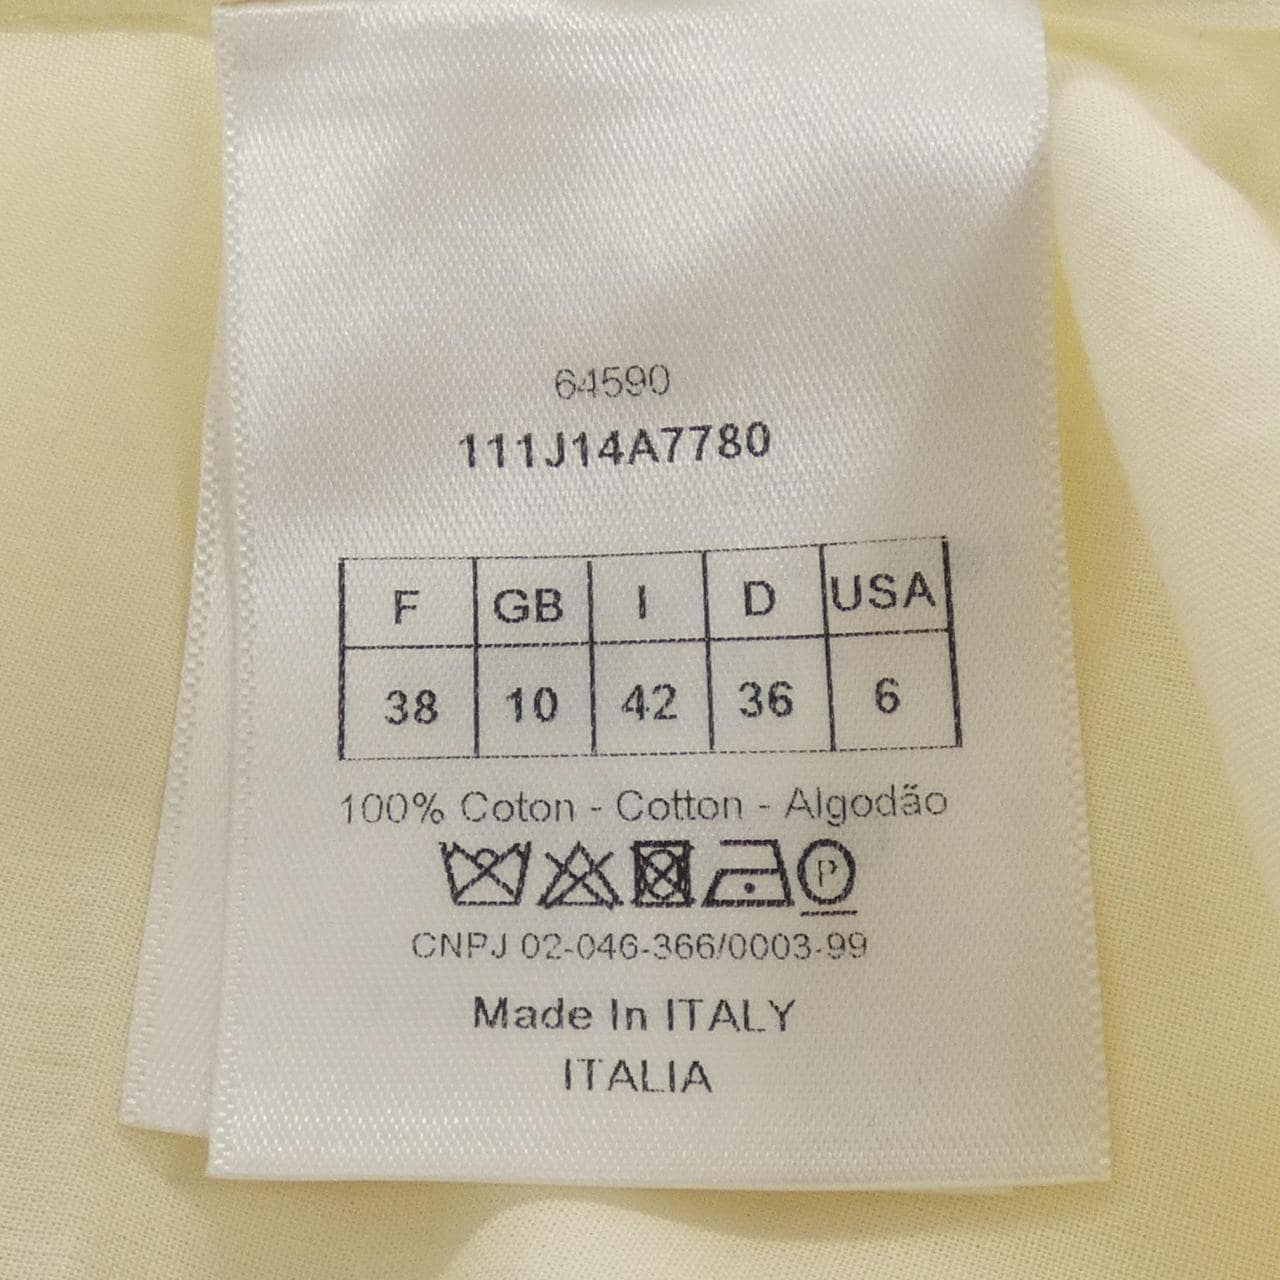 64590
111J14A7780
F GB I D USA
38 10 42 36 6
100% Coton - Cotton - Algodão
P
CNPJ 02-046-366/0003-99
Made In ITALY
ITALIA